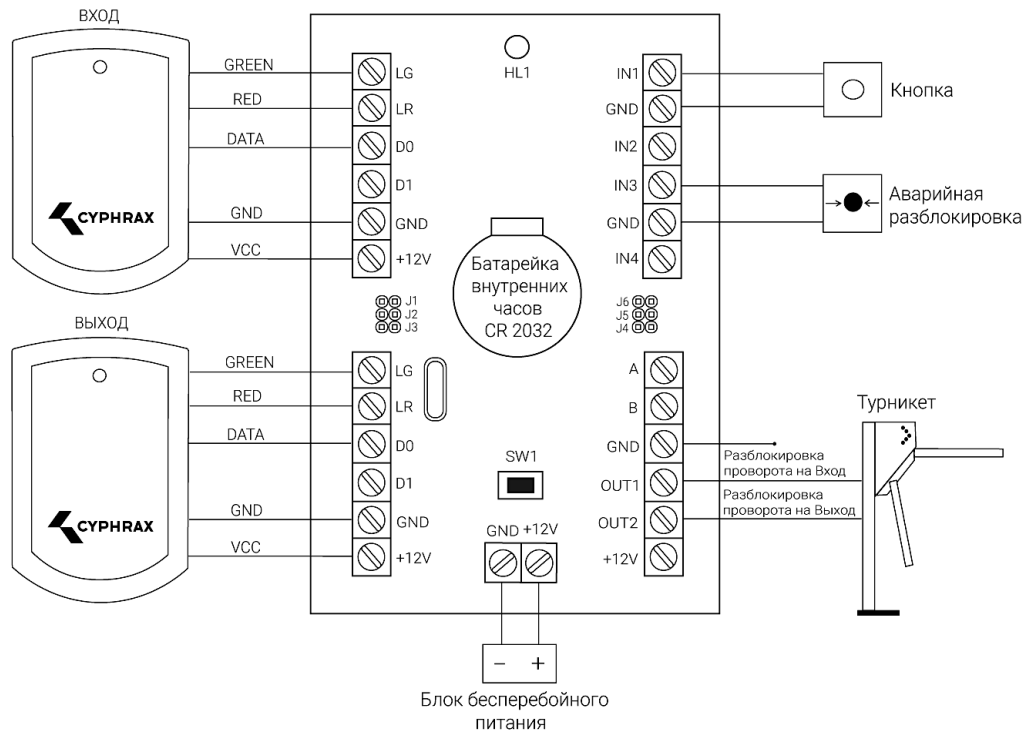 ВХОД
GREEN
RED
DATA
GND
VCC
CYPHRAX
LG
LR
D0
D1
GND
+12V
HL1
IN1
GND
IN2
IN3
GND
IN4
Кнопка
Аварийная
разблокировка
Батарейка
внутренних
часов
CR 2032
J1
J2
J3
J6
J5
J4
ВЫХОД
GREEN
RED
DATA
GND
VCC
CYPHRAX
LG
LR
D0
D1
GND
+12V
SW1
GND +12V
A
B
GND
OUT1
OUT2
+12V
Разблокировка
проворота на Вход
Разблокировка
проворота на Выход
Турникет
– +
Блок бесперебойного
питания